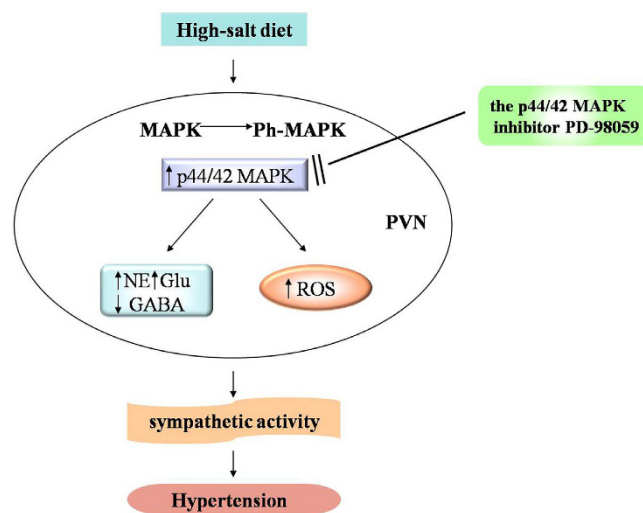 High-salt diet
the p44/42 MAPK
inhibitor PD-98059
MAPK→Ph-MAPK
↑p44/42 MAPK
PVN
↑NE↑Glu
↓ GABA
↑ROS
sympathetic activity
Hypertension